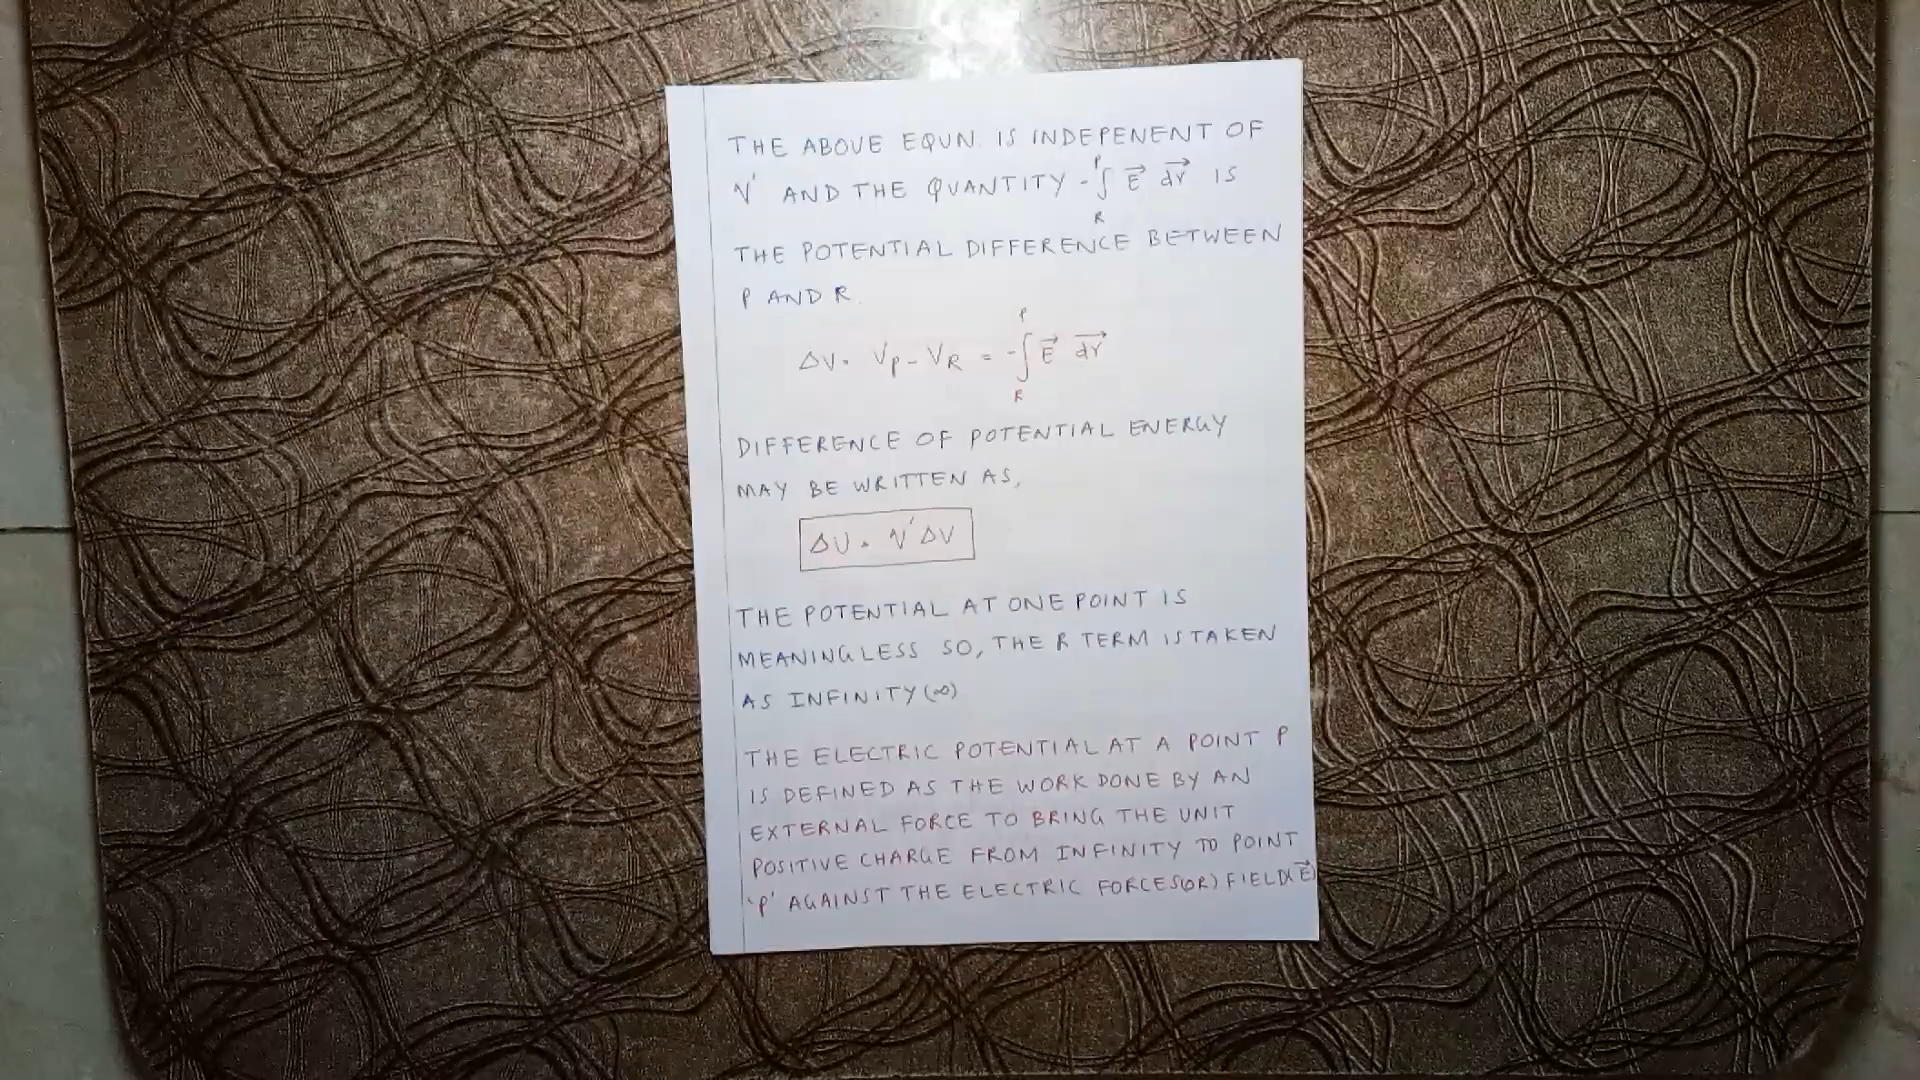 THE ABOVE EQUN. IS INDEPENENT OF
V' AND THE QUANTITY -∫ᴿᴾ E⃗ dr⃗ IS
THE POTENTIAL DIFFERENCE BETWEEN
P AND R.
ΔV = Vp - VR = -∫ᴿᴾ E⃗ dr⃗
DIFFERENCE OF POTENTIAL ENERGY
MAY BE WRITTEN AS,
ΔU = V'ΔV
THE POTENTIAL AT ONE POINT IS
MEANINGLESS SO, THE R TERM IS TAKEN
AS INFINITY (∞)
THE ELECTRIC POTENTIAL AT A POINT P
IS DEFINED AS THE WORK DONE BY AN
EXTERNAL FORCE TO BRING THE UNIT
POSITIVE CHARGE FROM INFINITY TO POINT
'P' AGAINST THE ELECTRIC FORCES(OR) FIELD(E⃗)